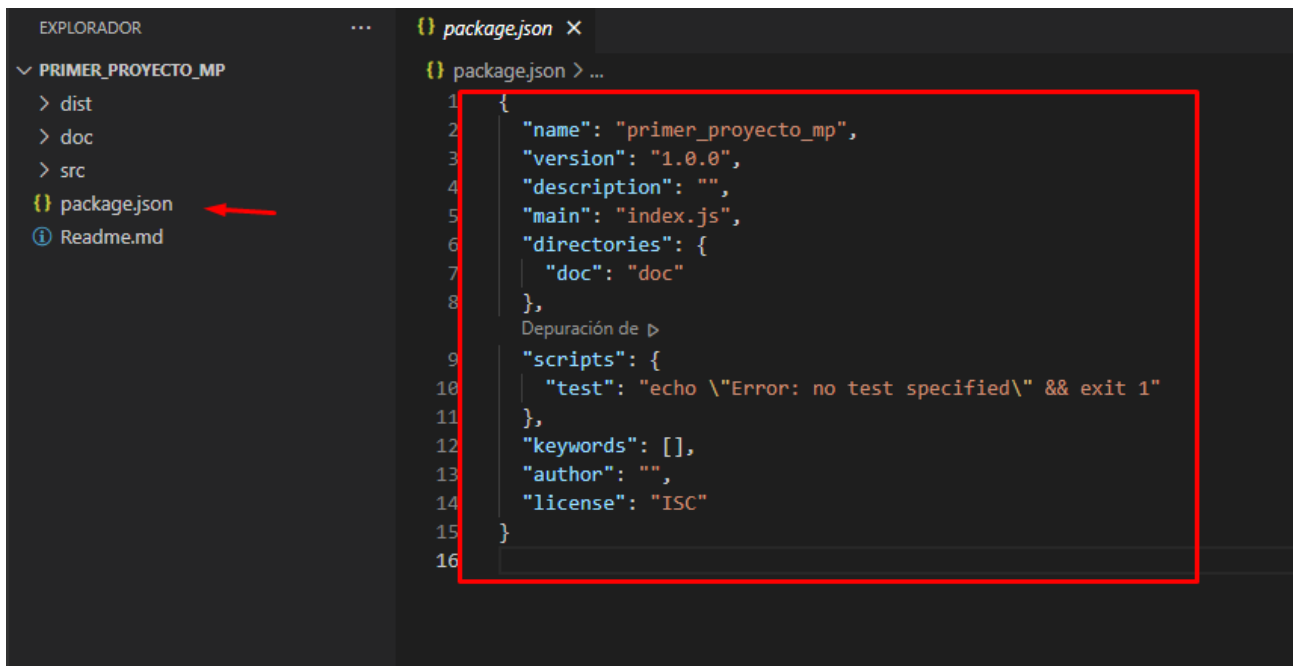 EXPLORADOR ...
PRIMER_PROYECTO_MP
dist
doc
src
{} package.json
Readme.md
{} package.json ×
{} package.json > ...
1 {
2 "name": "primer_proyecto_mp",
3 "version": "1.0.0",
4 "description": "",
5 "main": "index.js",
6 "directories": {
7 "doc": "doc"
8 },
Depuración de
9 "scripts": {
10 "test": "echo \"Error: no test specified\" && exit 1"
11 },
12 "keywords": [],
13 "author": "",
14 "license": "ISC"
15 }
16